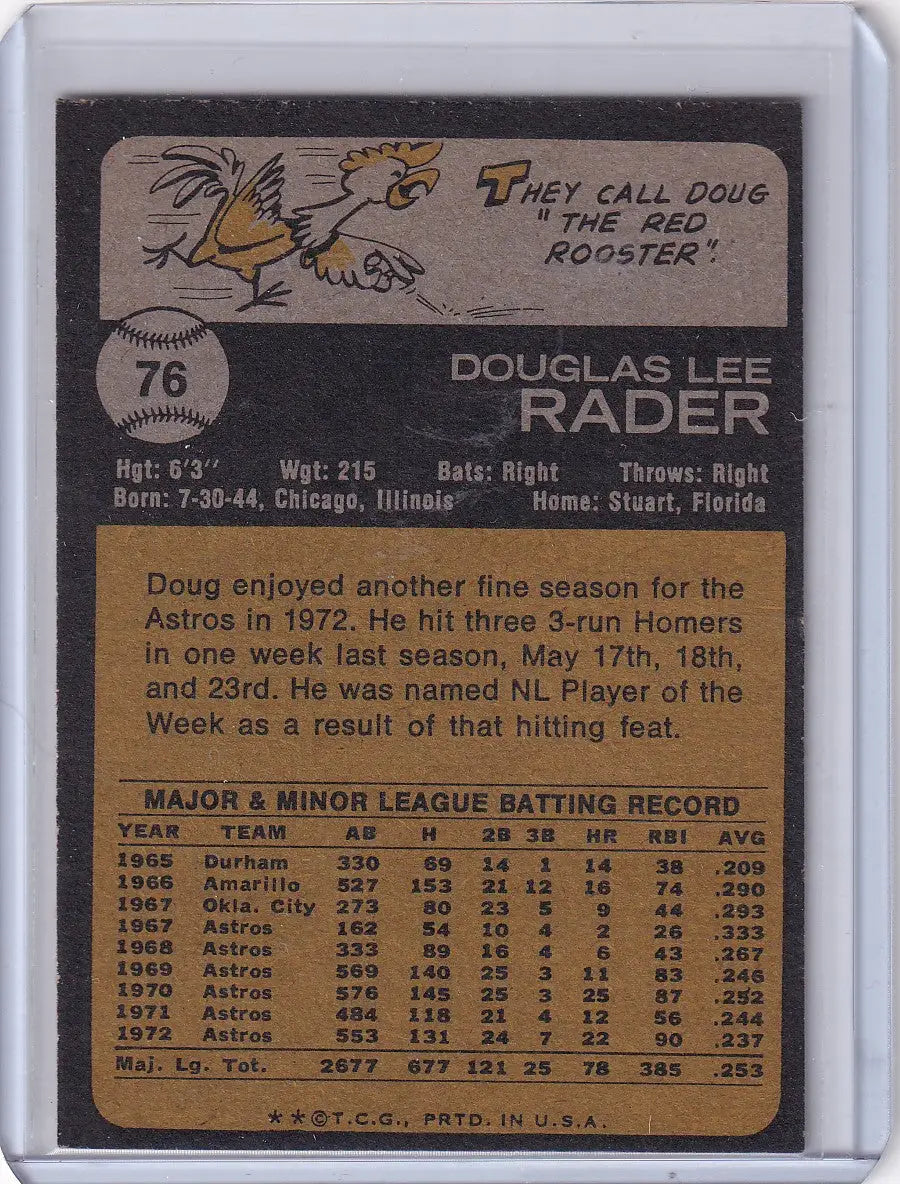 THEY CALL DOUG
"THE RED
ROOSTER".
76
DOUGLAS LEE
RADER
Hgt: 6'3'' Wgt: 215 Bats: Right Throws: Right
Born: 7-30-44, Chicago, Illinois Home: Stuart, Florida
Doug enjoyed another fine season for the
Astros in 1972. He hit three 3-run Homers
in one week last season, May 17th, 18th,
and 23rd. He was named NL Player of the
Week as a result of that hitting feat.
MAJOR & MINOR LEAGUE BATTING RECORD
YEAR TEAM AB H 2B 3B HR RBI AVG
1965 Durham 330 69 14 1 14 38 .209
1966 Amarillo 527 153 21 12 16 74 .290
1967 Okla. City 273 80 23 5 9 44 .293
1967 Astros 162 54 10 4 2 26 .333
1968 Astros 333 89 16 4 6 43 .267
1969 Astros 569 140 25 3 11 83 .246
1970 Astros 576 145 25 3 25 87 .252
1971 Astros 484 118 21 4 12 56 .244
1972 Astros 553 131 24 7 22 90 .237
Maj. Lg. Tot. 2677 677 121 25 78 385 .253
**©T.C.G., PRTD. IN U.S.A.